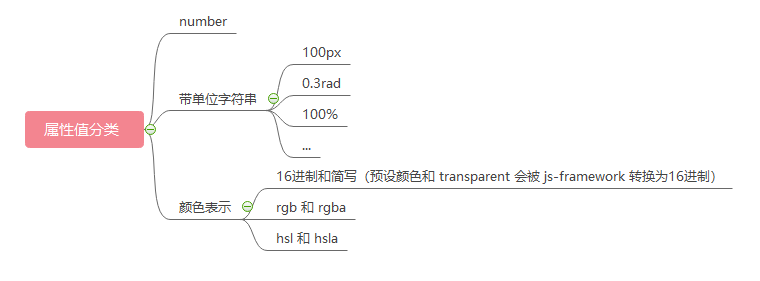 属性值分类
number
带单位字符串
100px
0.3rad
100%
...
颜色表示
16进制和简写（预设颜色和 transparent 会被 js-framework 转换为16进制）
rgb 和 rgba
hsl 和 hsla